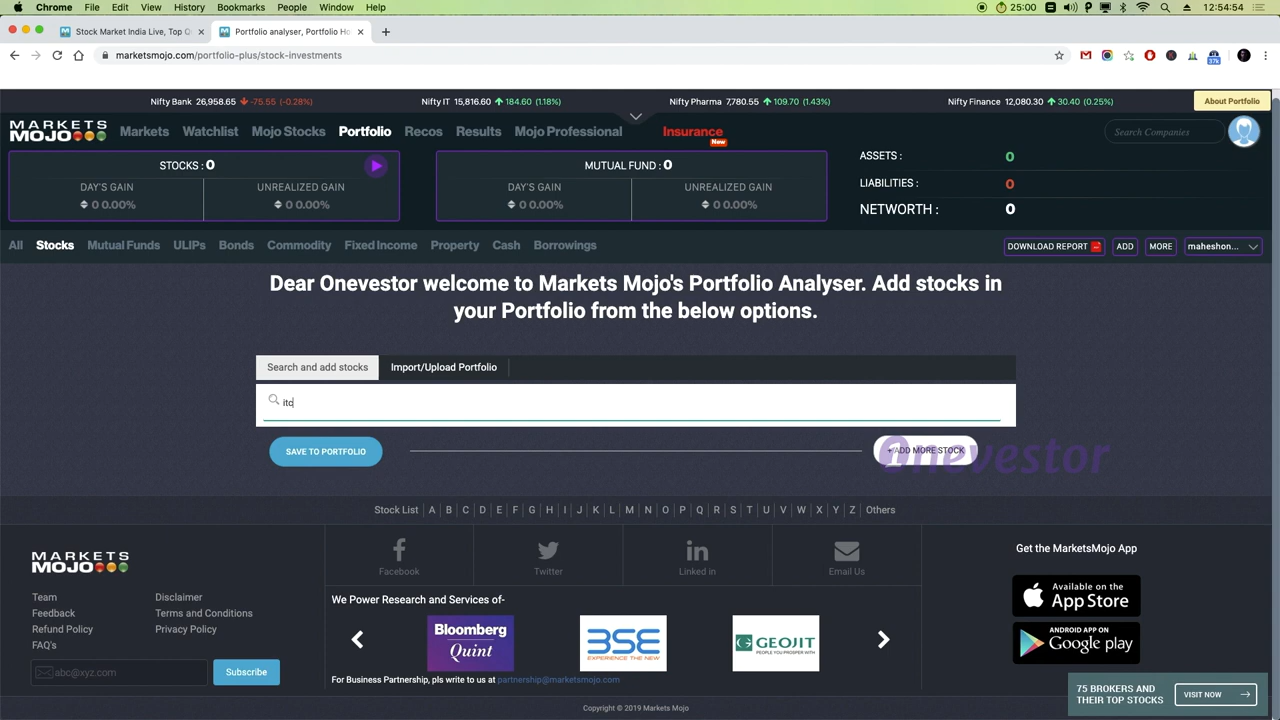 Chrome File Edit View History Bookmarks People Window Help 25:00 12:54:54
Stock Market India Live, Top Q Portfolio analyser, Portfolio Ho
marketsmojo.com/portfolio-plus/stock-investments 37k
Nifty Bank 26,958.65 -75.55 (-0.28%) Nifty IT 15,816.60 184.60 (1.18%) Nifty Pharma 7,780.55 109.70 (1.43%) Nifty Finance 12,080.30 30.40 (0.25%) About Portfolio
MARKETS
MOJO Markets Watchlist Mojo Stocks Portfolio Recos Results Mojo Professional Insurance New Search Companies
STOCKS : 0 MUTUAL FUND : 0 ASSETS : 0
DAY'S GAIN UNREALIZED GAIN DAY'S GAIN UNREALIZED GAIN LIABILITIES : 0
0 0.00% 0 0.00% 0 0.00% 0 0.00% NETWORTH : 0
All Stocks Mutual Funds ULIPs Bonds Commodity Fixed Income Property Cash Borrowings DOWNLOAD REPORT ADD MORE maheshon...
Dear Onevestor welcome to Markets Mojo's Portfolio Analyser. Add stocks in
your Portfolio from the below options.
Search and add stocks Import/Upload Portfolio
itc
SAVE TO PORTFOLIO + ADD MORE STOCK
Onevestor
Stock List A B C D E F G H I J K L M N O P Q R S T U V W X Y Z Others
MARKETS
MOJO
Team Disclaimer
Feedback Terms and Conditions
Refund Policy Privacy Policy
FAQ's
abc@xyz.com Subscribe
Facebook Twitter Linked in Email Us
We Power Research and Services of-
Bloomberg
Quint
BSE
EXPERIENCE THE NEW
GEOJIT
PEOPLE YOU PROSPER WITH
For Business Partnership, pls write to us at partnership@marketsmojo.com
Get the MarketsMojo App
Available on the
App Store
ANDROID APP ON
Google play
75 BROKERS AND
THEIR TOP STOCKS VISIT NOW
Copyright © 2019 Markets Mojo